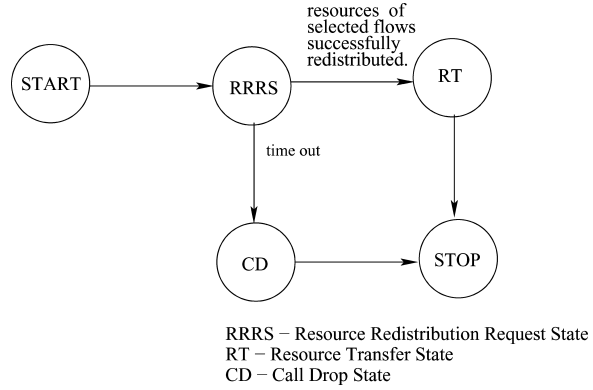 resources of
selected flows
successfully
redistributed.
START
RRRS
RT
time out
CD
STOP
RRRS − Resource Redistribution Request State
RT − Resource Transfer State
CD − Call Drop State